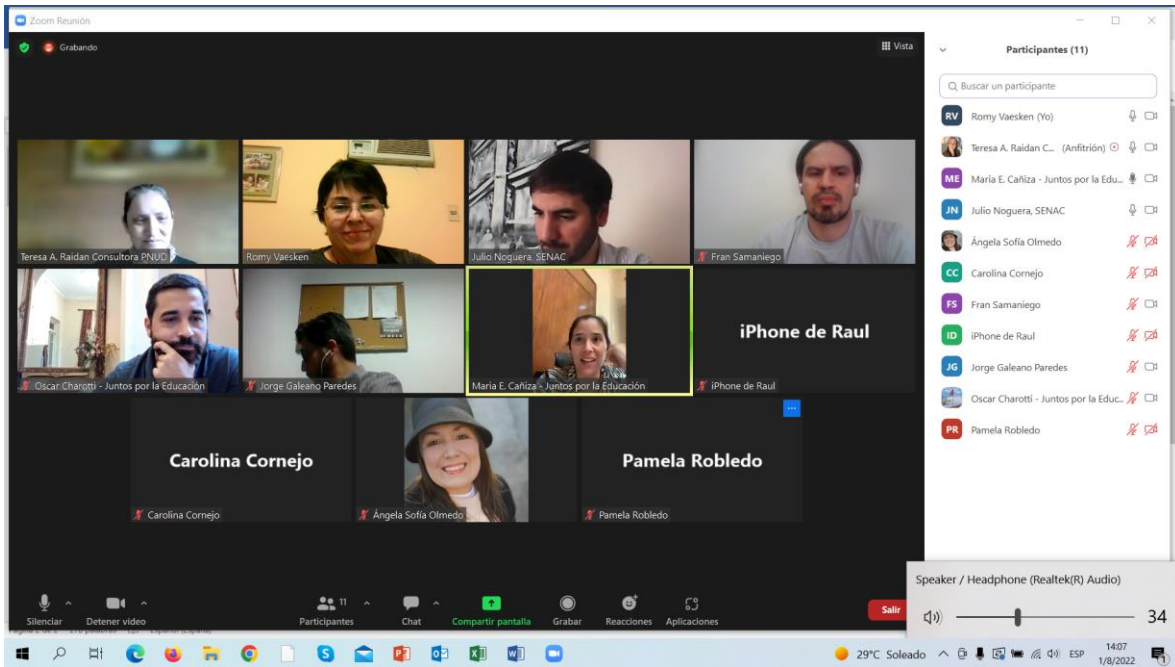 Zoom Reunión
Grabando
Vista
Teresa A. Raidan Consultora PNUD
Romy Vaesken
Julio Noguera, SENAC
Fran Samaniego
Oscar Charotti - Juntos por la Educación
Jorge Galeano Paredes
Maria E. Cañiza - Juntos por la Educación
iPhone de Raul
iPhone de Raul
Carolina Cornejo
Carolina Cornejo
Ángela Sofía Olmedo
Pamela Robledo
Pamela Robledo
Participantes (11)
Buscar un participante
RV Romy Vaesken (Yo)
Teresa A. Raidan C... (Anfitrión)
ME Maria E. Cañiza - Juntos por la Edu...
JN Julio Noguera, SENAC
Ángela Sofía Olmedo
CC Carolina Cornejo
FS Fran Samaniego
ID iPhone de Raul
JG Jorge Galeano Paredes
Oscar Charotti - Juntos por la Educ...
PR Pamela Robledo
Silenciar
Detener video
11
Participantes
Chat
Compartir pantalla
Grabar
Reacciones
Aplicaciones
Salir
Speaker / Headphone (Realtek(R) Audio)
34
29°C Soleado
ESP
14:07
1/8/2022